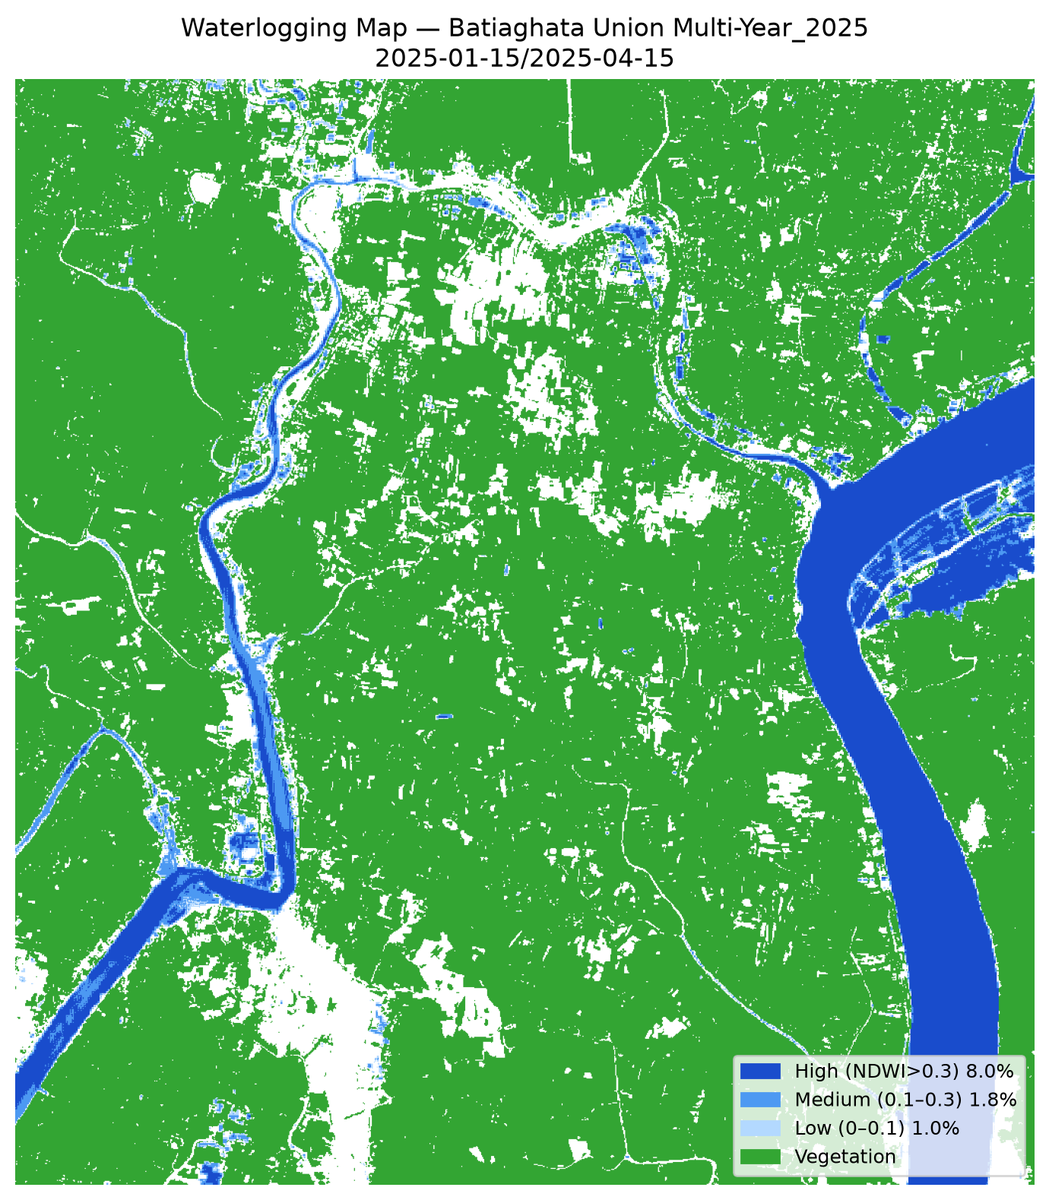 Waterlogging Map — Batiaghata Union Multi-Year_2025
2025-01-15/2025-04-15
High (NDWI>0.3) 8.0%
Medium (0.1–0.3) 1.8%
Low (0–0.1) 1.0%
Vegetation